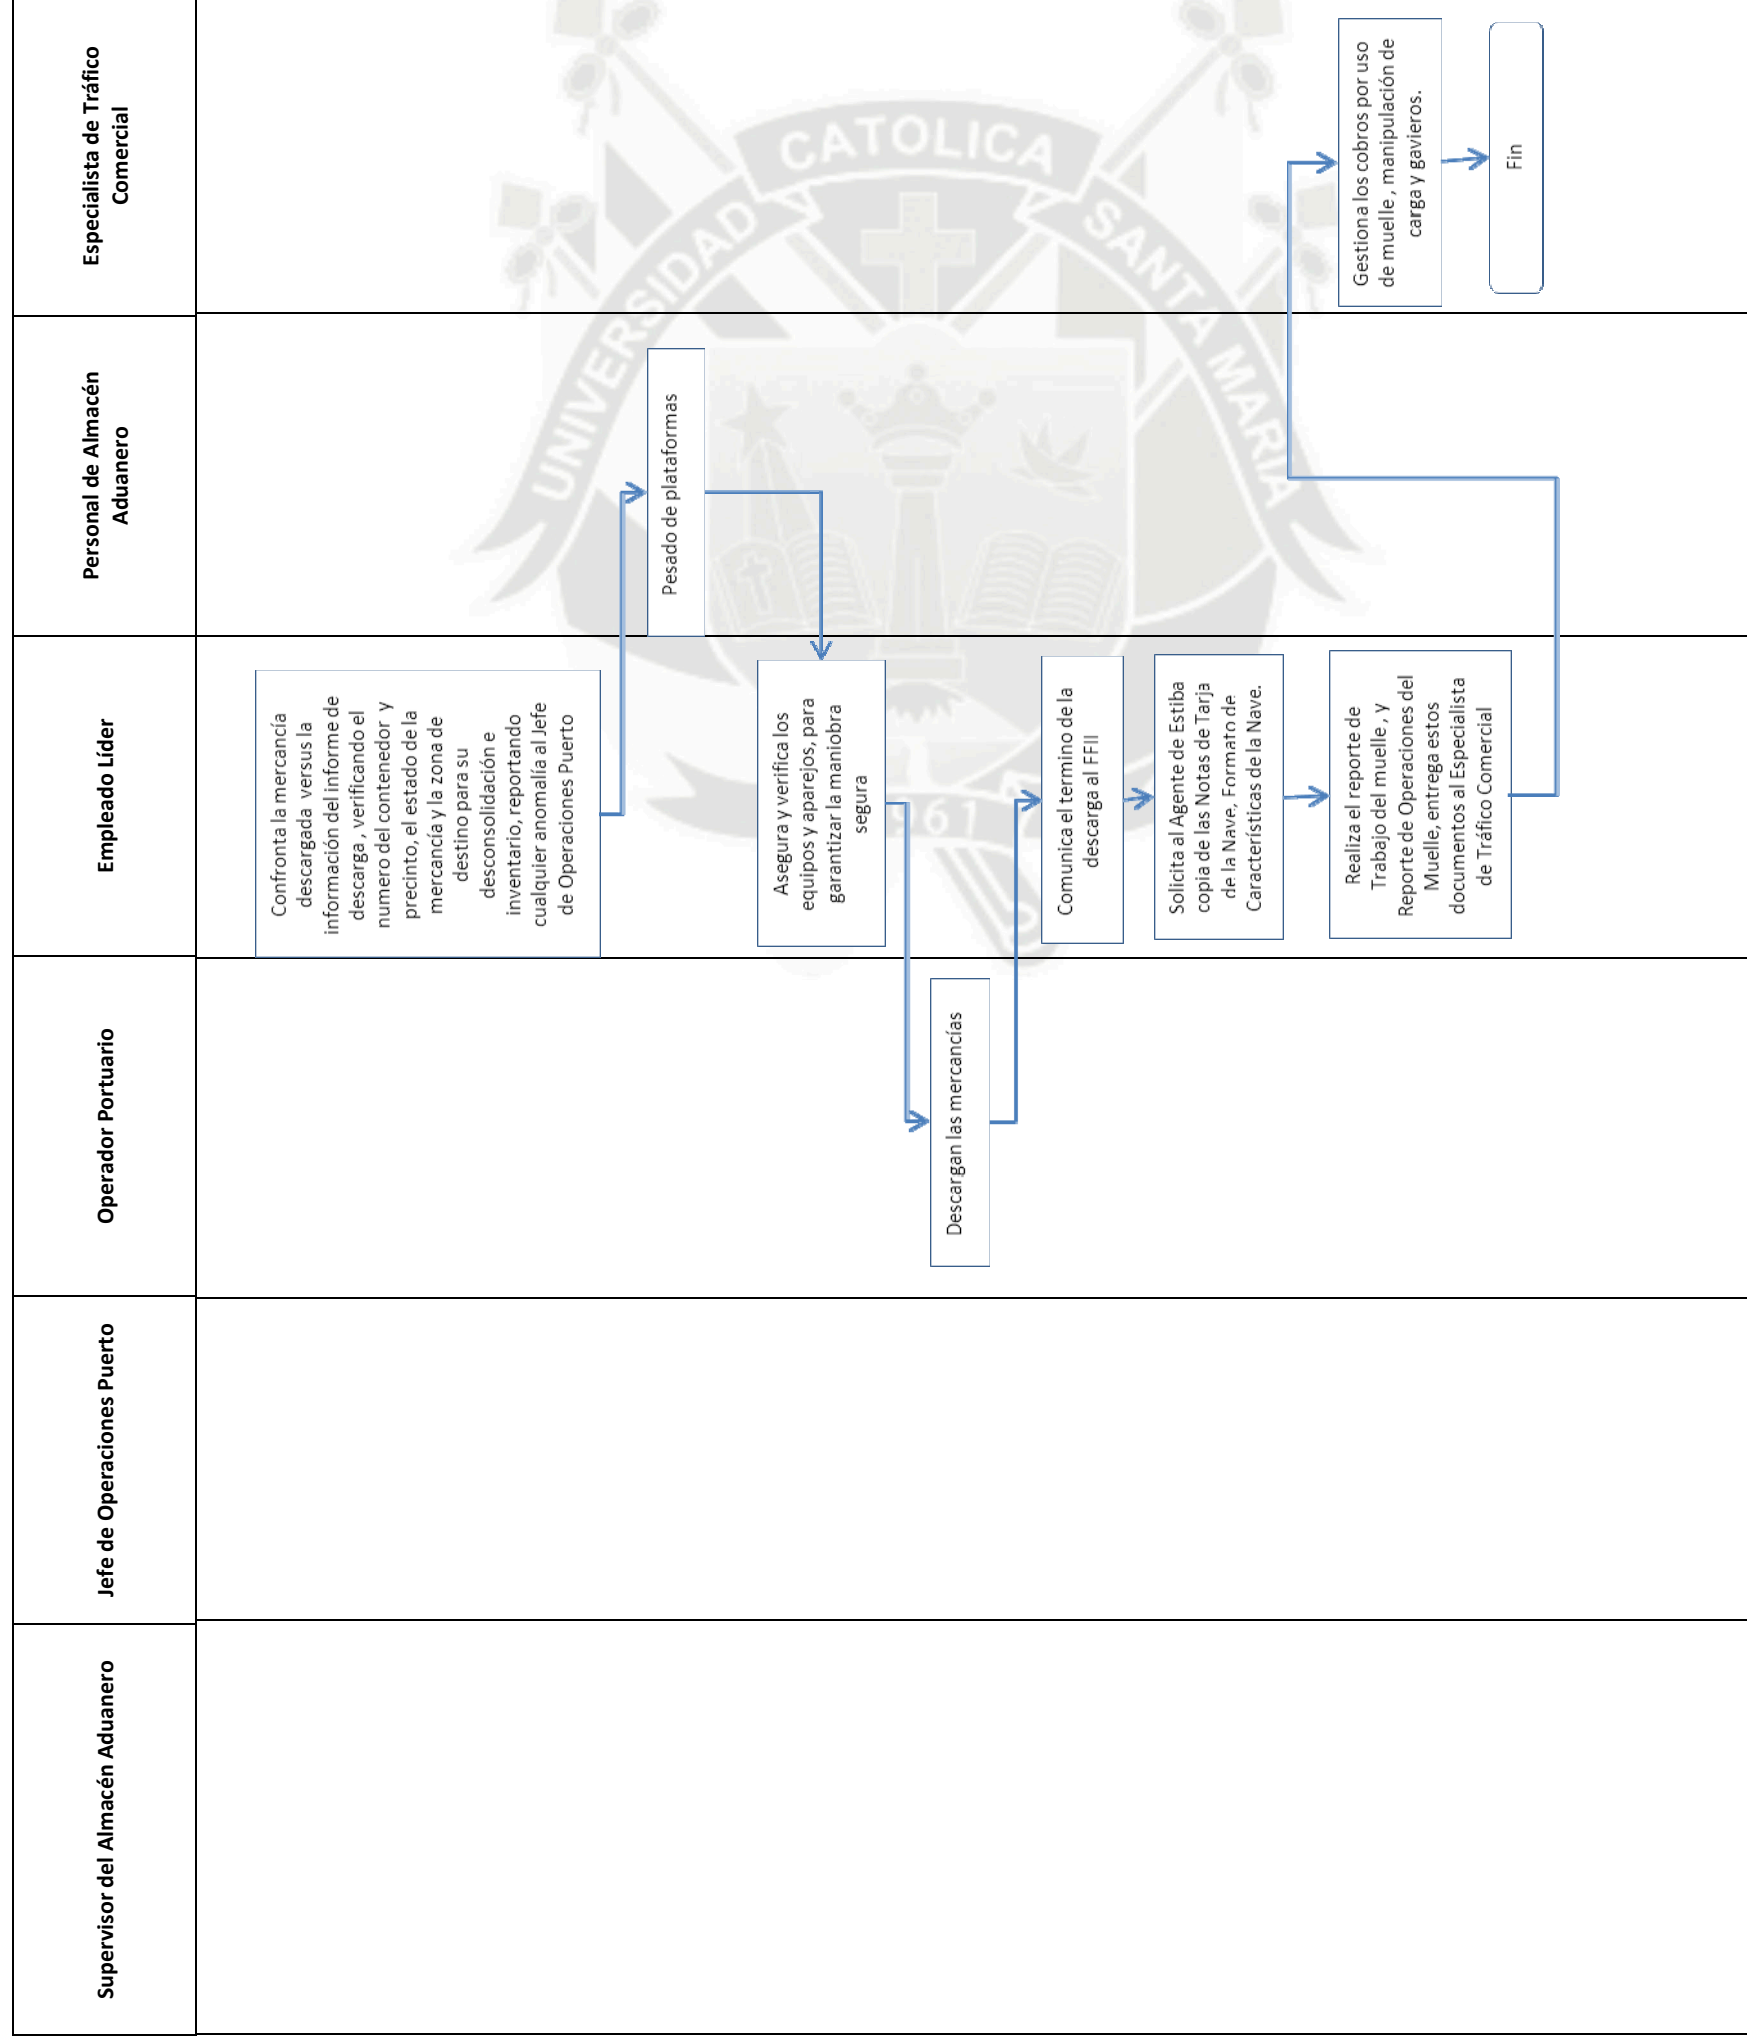 Supervisor del Almacén Aduanero
Jefe de Operaciones Puerto
Operador Portuario
Empleado Líder
Personal de Almacén
Aduanero
Especialista de Tráfico
Comercial
Confronta la mercancía
descargada versus la
información del informe de
descarga , verificando el
numero del contenedor y
precinto, el estado de la
mercancía y la zona de
destino para su
desconsolidación e
inventario, reportando
cualquier anomalía al Jefe
de Operaciones Puerto
Pesado de plataformas
Asegura y verifica los
equipos y aparejos, para
garantizar la maniobra
segura
Descargan las mercancías
Comunica el termino de la
descarga al FFII
Solicita al Agente de Estiba
copia de las Notas de Tarja
de la Nave, Formato de
Características de la Nave.
Realiza el reporte de
Trabajo del muelle , y
Reporte de Operaciones del
Muelle, entrega estos
documentos al Especialista
de Tráfico Comercial
Gestiona los cobros por uso
de muelle , manipulación de
carga y gavieros.
Fin
UNIVERSIDAD
CATOLICA
SANTA MARIA
961